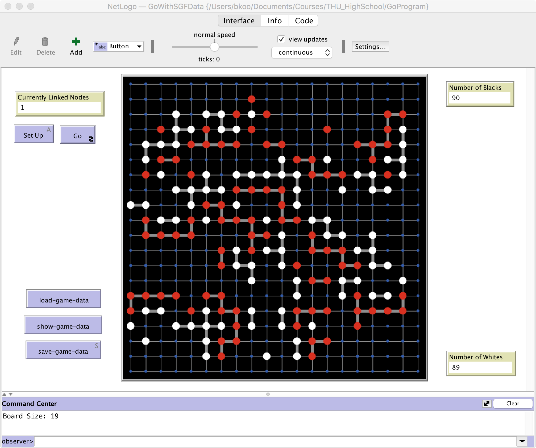 NetLogo — GoWithSGFData {/Users/bkoo/Documents/Courses/THU_HighSchool/GoProgram}
Interface Info Code
Edit Delete Add Button normal speed view updates
ticks: 0 continuous Settings...
Currently Linked Nodes
1
Number of Blacks
90
Set Up Go
load-game-data
show-game-data
save-game-data
Number of Whites
89
Command Center Clear
Board Size: 19
observer>